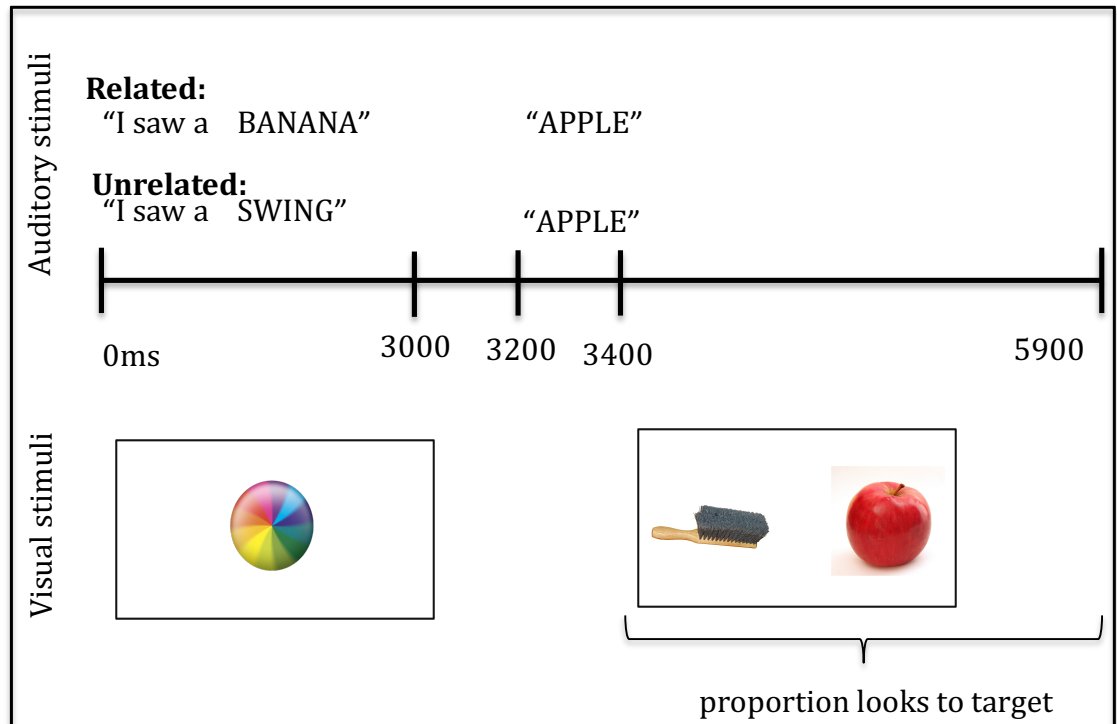 Auditory stimuli
Related:
“I saw a BANANA” “APPLE”
Unrelated:
“I saw a SWING” “APPLE”
0ms 3000 3200 3400 5900
Visual stimuli
proportion looks to target